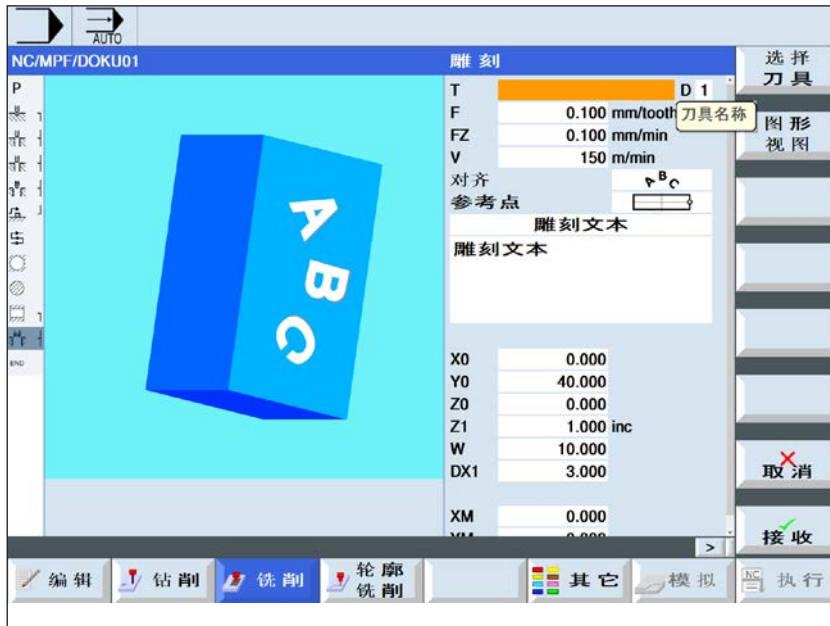 AUTO
NC/MPF/DOKU01
雕刻
选择
刀具
P
T D 1
F 0.100 mm/tooth
刀具名称
图形
视图
FZ 0.100 mm/min
V 150 m/min
对齐 ABC
参考点
雕刻文本
雕刻文本
A B C
END
X0 0.000
Y0 40.000
Z0 0.000
Z1 1.000 inc
W 10.000
DX1 3.000
取消
XM 0.000
接收
>
编辑 钻削 铣削 轮廓
铣削
其它 模拟 NC 执行